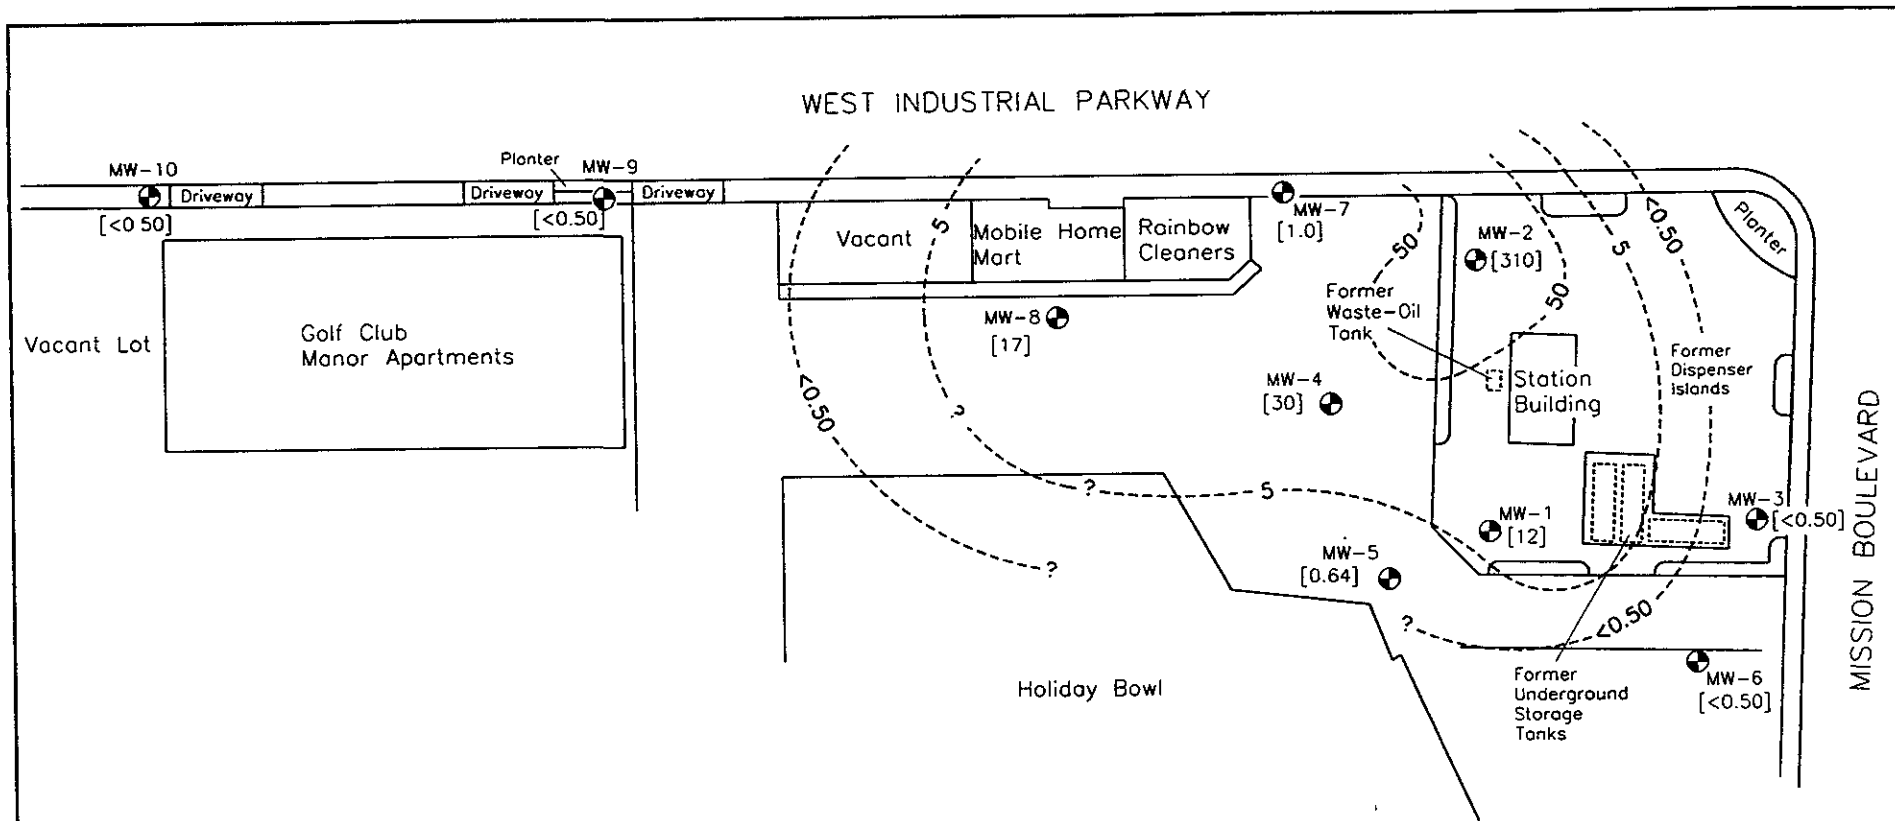 WEST INDUSTRIAL PARKWAY
MW-10
Planter
MW-9
Driveway
Driveway
Driveway
[<0 50]
[<0.50]
MW-7
[1.0]
Vacant
5
Mobile Home
Mart
Rainbow
Cleaners
50
MW-2
[310]
5
<0.50
Planter
50
Former
Waste-Oil
Tank
Vacant Lot
Golf Club
Manor Apartments
MW-8
[17]
<0.50
?
MW-4
[30]
Station
Building
Former
Dispenser
Islands
MISSION BOULEVARD
?
5
MW-1
[12]
MW-3
[<0.50]
MW-5
[0.64]
?
?
<0.50
Holiday Bowl
Former
Underground
Storage
Tanks
MW-6
[<0.50]